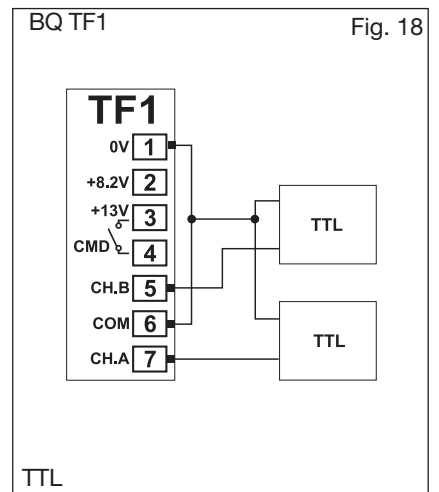 BQ TF1
Fig. 18
TF1
0V 1
+8.2V 2
+13V 3
CMD 4
CH.B 5
COM 6
CH.A 7
TTL
TTL
TTL